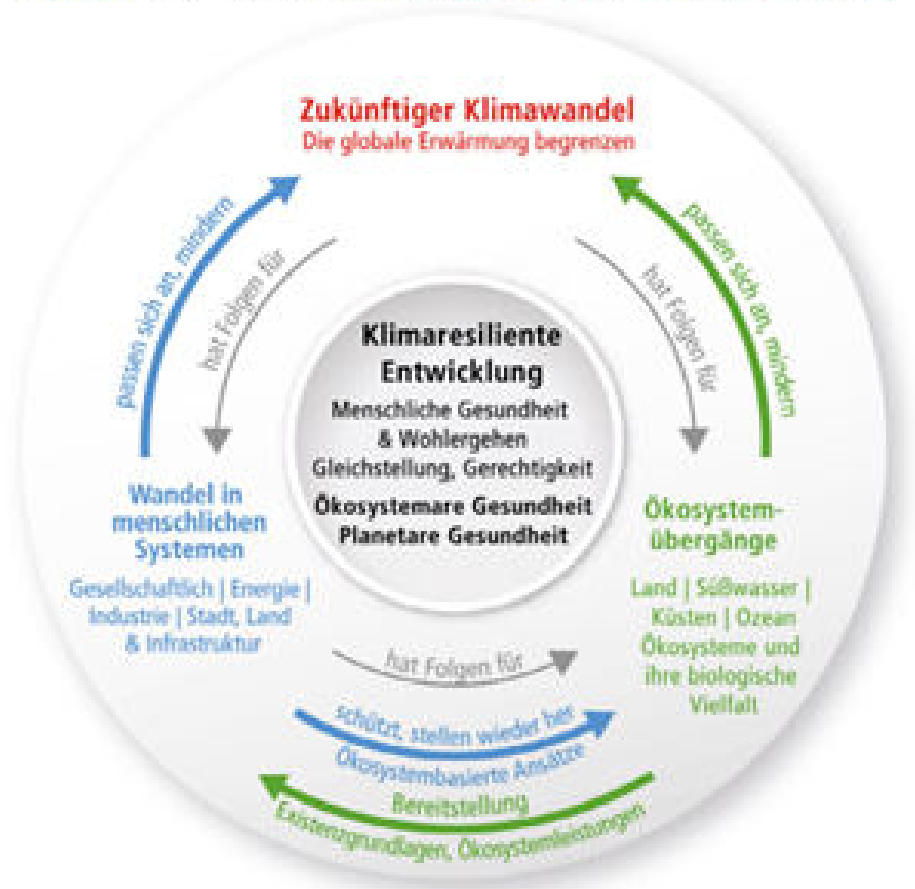 Zukünftiger Klimawandel
Die globale Erwärmung begrenzen
passen sich an, mindern
hat Folgen für
hat Folgen für
passen sich an, mindern
Klimaresiliente
Entwicklung
Menschliche Gesundheit
& Wohlergehen
Gleichstellung, Gerechtigkeit
Ökosystemare Gesundheit
Planetare Gesundheit
Wandel in
menschlichen
Systemen
Gesellschaftlich | Energie |
Industrie | Stadt, Land
& Infrastruktur
Ökosystem-
übergänge
Land | Süßwasser |
Küsten | Ozean
Ökosysteme und
ihre biologische
Vielfalt
hat Folgen für
schützt, stellen wieder her
Ökosystembasierte Ansätze
Bereitstellung
Existenzgrundlagen, Ökosystemleistungen